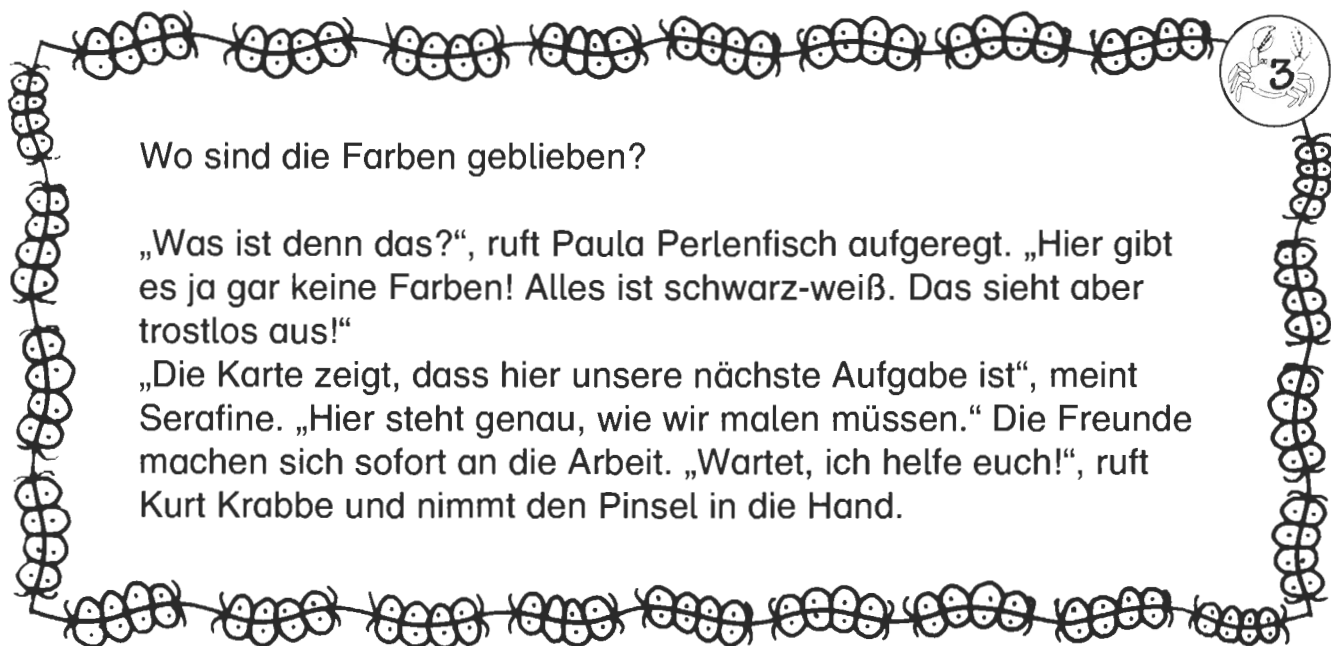 3
Wo sind die Farben geblieben?
„Was ist denn das?“, ruft Paula Perlenfisch aufgeregt. „Hier gibt
es ja gar keine Farben! Alles ist schwarz-weiß. Das sieht aber
trostlos aus!“
„Die Karte zeigt, dass hier unsere nächste Aufgabe ist“, meint
Serafine. „Hier steht genau, wie wir malen müssen.“ Die Freunde
machen sich sofort an die Arbeit. „Wartet, ich helfe euch!“, ruft
Kurt Krabbe und nimmt den Pinsel in die Hand.